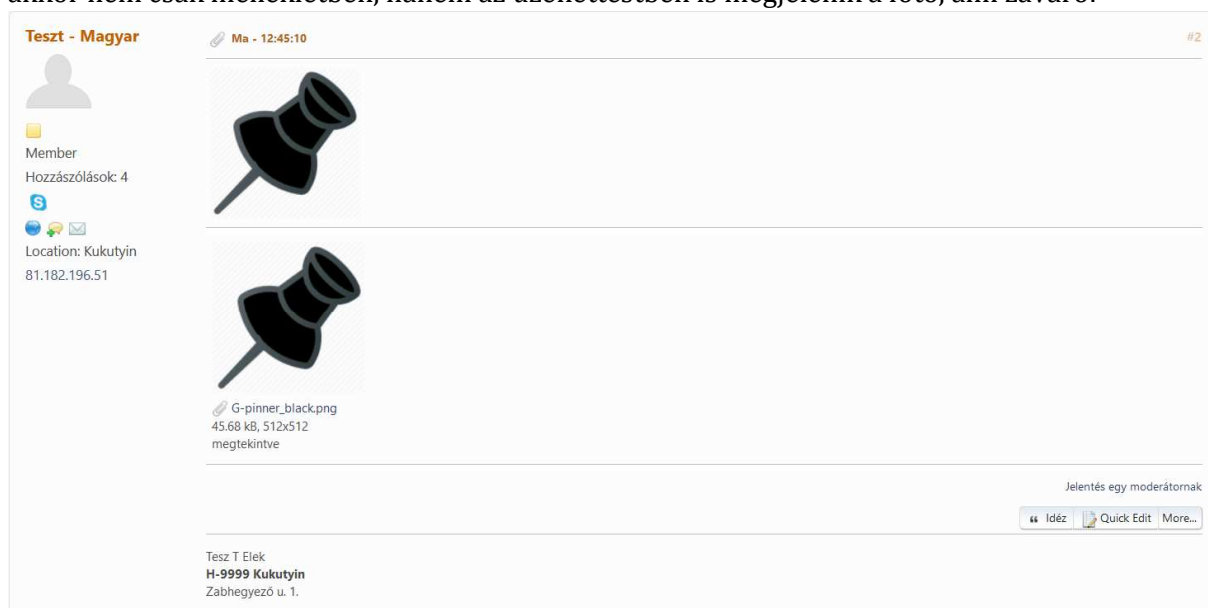 akkor nem csak mellékletben, hanem az üzenettestben is megjelenik a fotó, ami zavaró.
Teszt - Magyar
Member
Hozzászólások: 4
Location: Kukutyin
81.182.196.51
Ma - 12:45:10
#2
G-pinner_black.png
45.68 kB, 512x512
megtekintve
Jelentés egy moderátornak
Idéz Quick Edit More...
Tesz T Elek
H-9999 Kukutyin
Zabhegyező u. 1.